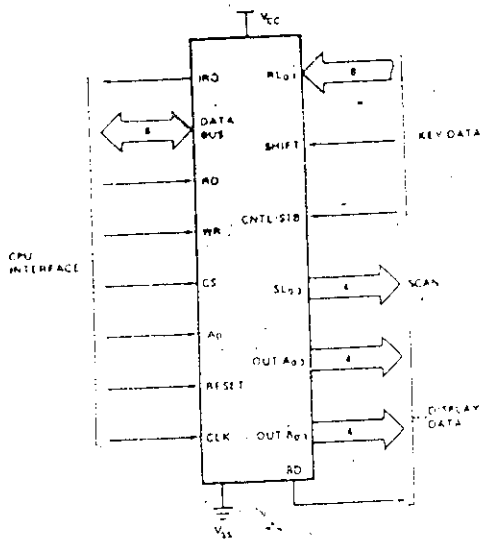 VCC
IRQ
DATA
BUS
8
RD
WR
CS
A0
RESET
CLK
CPU
INTERFACE
RL0-7
8
SHIFT
CNTL/STB
KEY DATA
SL0-3
4
SCAN
OUT A0-3
4
OUT B0-3
4
BD
DISPLAY
DATA
VSS